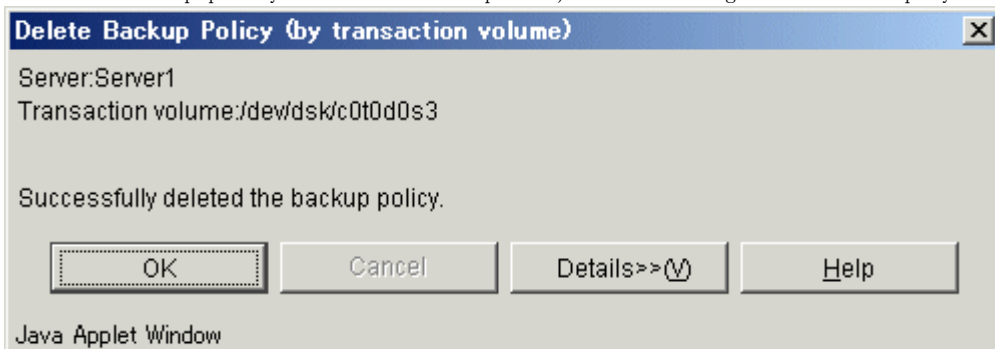 Delete Backup Policy (by transaction volume)
Server:Server1
Transaction volume:/dev/dsk/c0t0d0s3
Successfully deleted the backup policy.
OK Cancel Details>>(V) Help
Java Applet Window